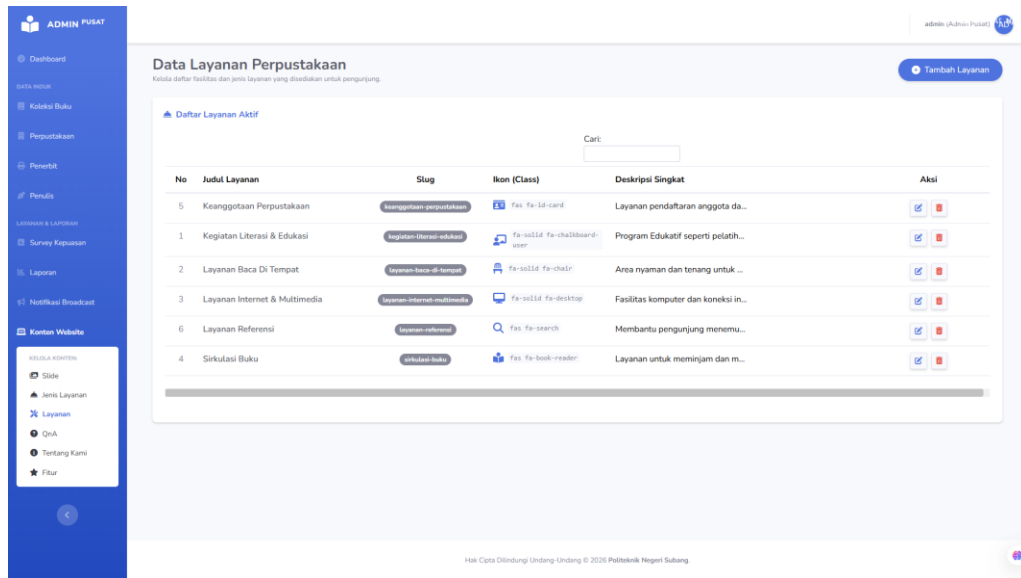 ADMIN PUSAT
admin (Admin Pusat)
Dashboard
DATA INDUK
Koleksi Buku
Perpustakaan
Penerbit
Penulis
LAYANAN & LAPORAN
Survey Kepuasan
Laporan
Notifikasi Broadcast
Konten Website
KELOLA KONTEN:
Slide
Jenis Layanan
Layanan
QnA
Tentang Kami
Fitur
Data Layanan Perpustakaan
Kelola daftar fasilitas dan jenis layanan yang disediakan untuk pengunjung.
Tambah Layanan
Daftar Layanan Aktif
Cari:
No Judul Layanan Slug Ikon (Class) Deskripsi Singkat Aksi
5 Keanggotaan Perpustakaan keanggotaan-perpustakaan fas fa-id-card Layanan pendaftaran anggota da...
1 Kegiatan Literasi & Edukasi kegiatan-literasi-edukasi fa-solid fa-chalkboard-
user Program Edukatif seperti pelatih...
2 Layanan Baca Di Tempat layanan-baca-di-tempat fa-solid fa-chair Area nyaman dan tenang untuk ...
3 Layanan Internet & Multimedia layanan-internet-multimedia fa-solid fa-desktop Fasilitas komputer dan koneksi in...
6 Layanan Referensi layanan-referensi fas fa-search Membantu pengunjung menemu...
4 Sirkulasi Buku sirkulasi-buku fas fa-book-reader Layanan untuk meminjam dan m...
Hak Cipta Dilindungi Undang-Undang © 2026 Politeknik Negeri Subang.